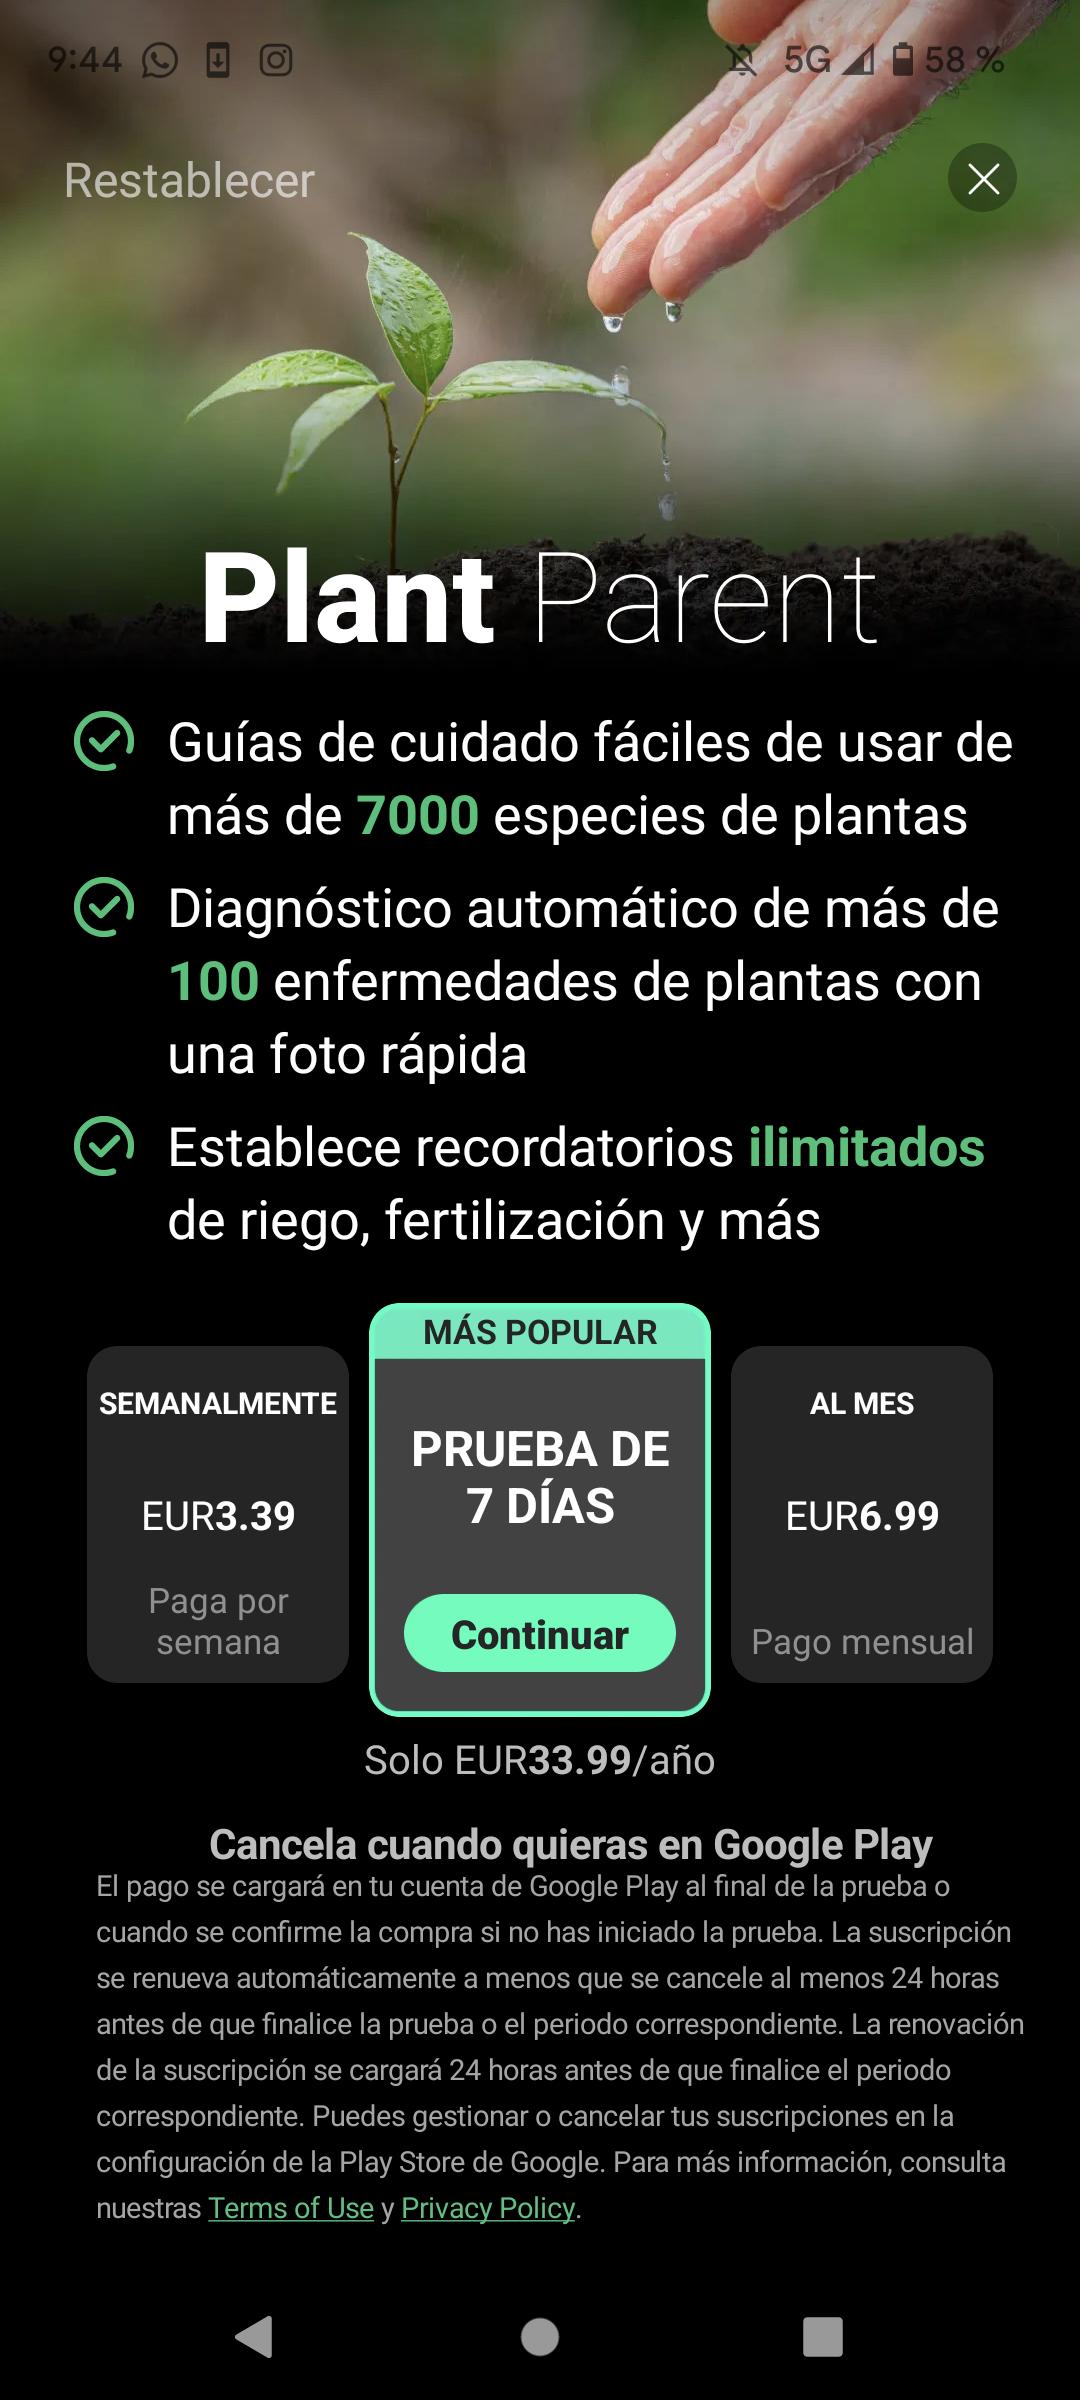 9:44 5G 58 %
Restablecer
Plant Parent
Guías de cuidado fáciles de usar de
más de 7000 especies de plantas
Diagnóstico automático de más de
100 enfermedades de plantas con
una foto rápida
Establece recordatorios ilimitados
de riego, fertilización y más
SEMANALMENTE
EUR3.39
Paga por
semana
MÁS POPULAR
PRUEBA DE
7 DÍAS
Continuar
AL MES
EUR6.99
Pago mensual
Solo EUR33.99/año
Cancela cuando quieras en Google Play
El pago se cargará en tu cuenta de Google Play al final de la prueba o
cuando se confirme la compra si no has iniciado la prueba. La suscripción
se renueva automáticamente a menos que se cancele al menos 24 horas
antes de que finalice la prueba o el periodo correspondiente. La renovación
de la suscripción se cargará 24 horas antes de que finalice el periodo
correspondiente. Puedes gestionar o cancelar tus suscripciones en la
configuración de la Play Store de Google. Para más información, consulta
nuestras Terms of Use y Privacy Policy.